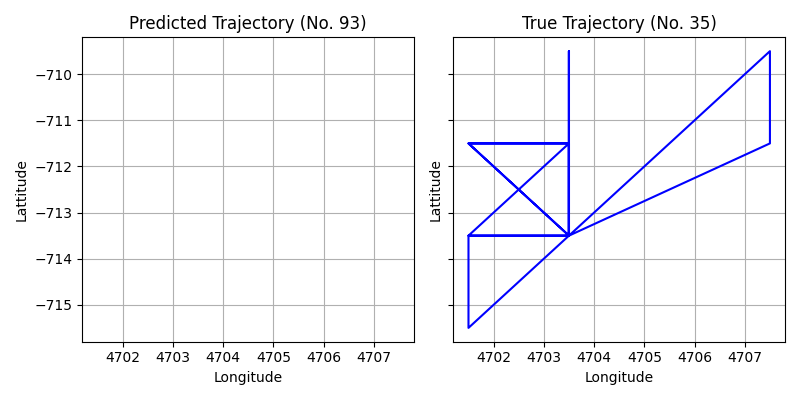 Predicted Trajectory (No. 93)
True Trajectory (No. 35)
Lattitude
−710
−711
−712
−713
−714
−715
4702 4703 4704 4705 4706 4707
Longitude
Lattitude
4702 4703 4704 4705 4706 4707
Longitude